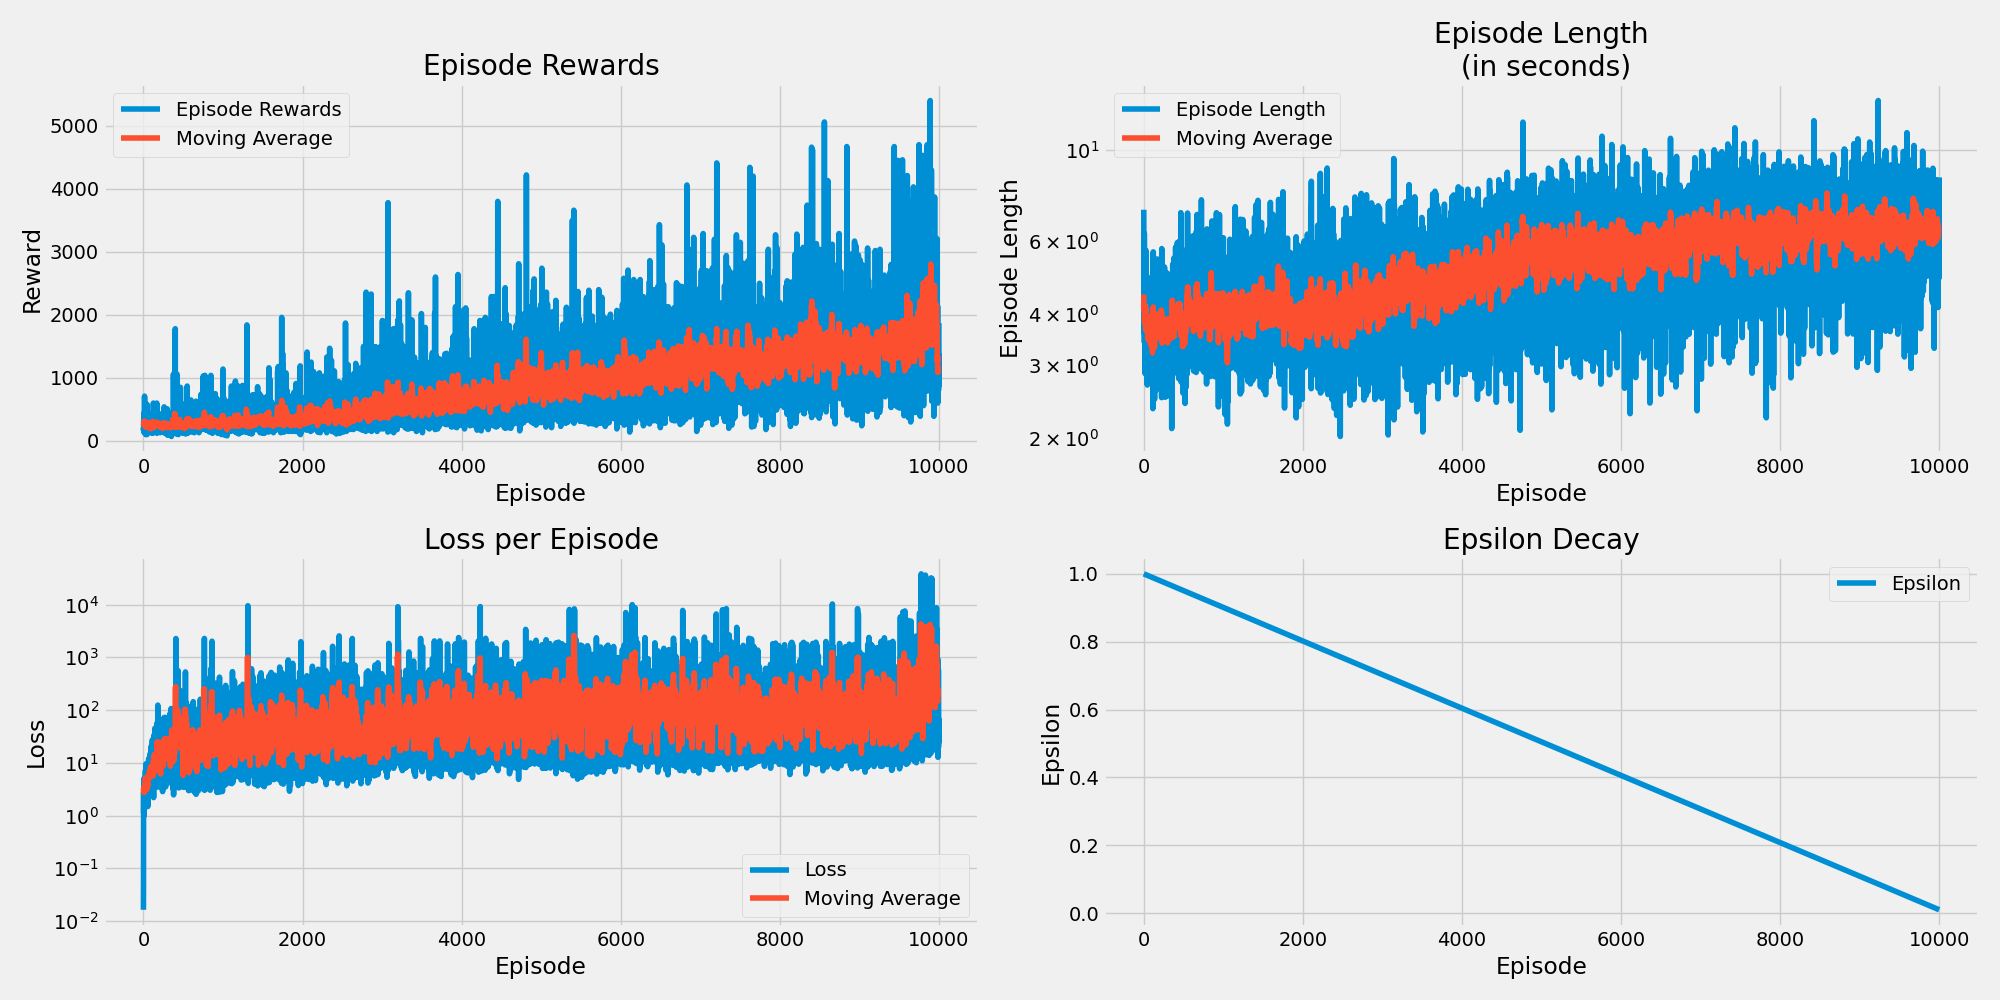 Episode Rewards
Episode Rewards
Moving Average
Reward
5000
4000
3000
2000
1000
0
0 2000 4000 6000 8000 10000
Episode
Episode Length
(in seconds)
Episode Length
Moving Average
Episode Length
10¹
6 × 10⁰
4 × 10⁰
3 × 10⁰
2 × 10⁰
0 2000 4000 6000 8000 10000
Episode
Loss per Episode
Loss
10⁴
10³
10²
10¹
10⁰
10⁻¹
10⁻²
Loss
Moving Average
0 2000 4000 6000 8000 10000
Episode
Epsilon Decay
Epsilon
Epsilon
1.0
0.8
0.6
0.4
0.2
0.0
0 2000 4000 6000 8000 10000
Episode